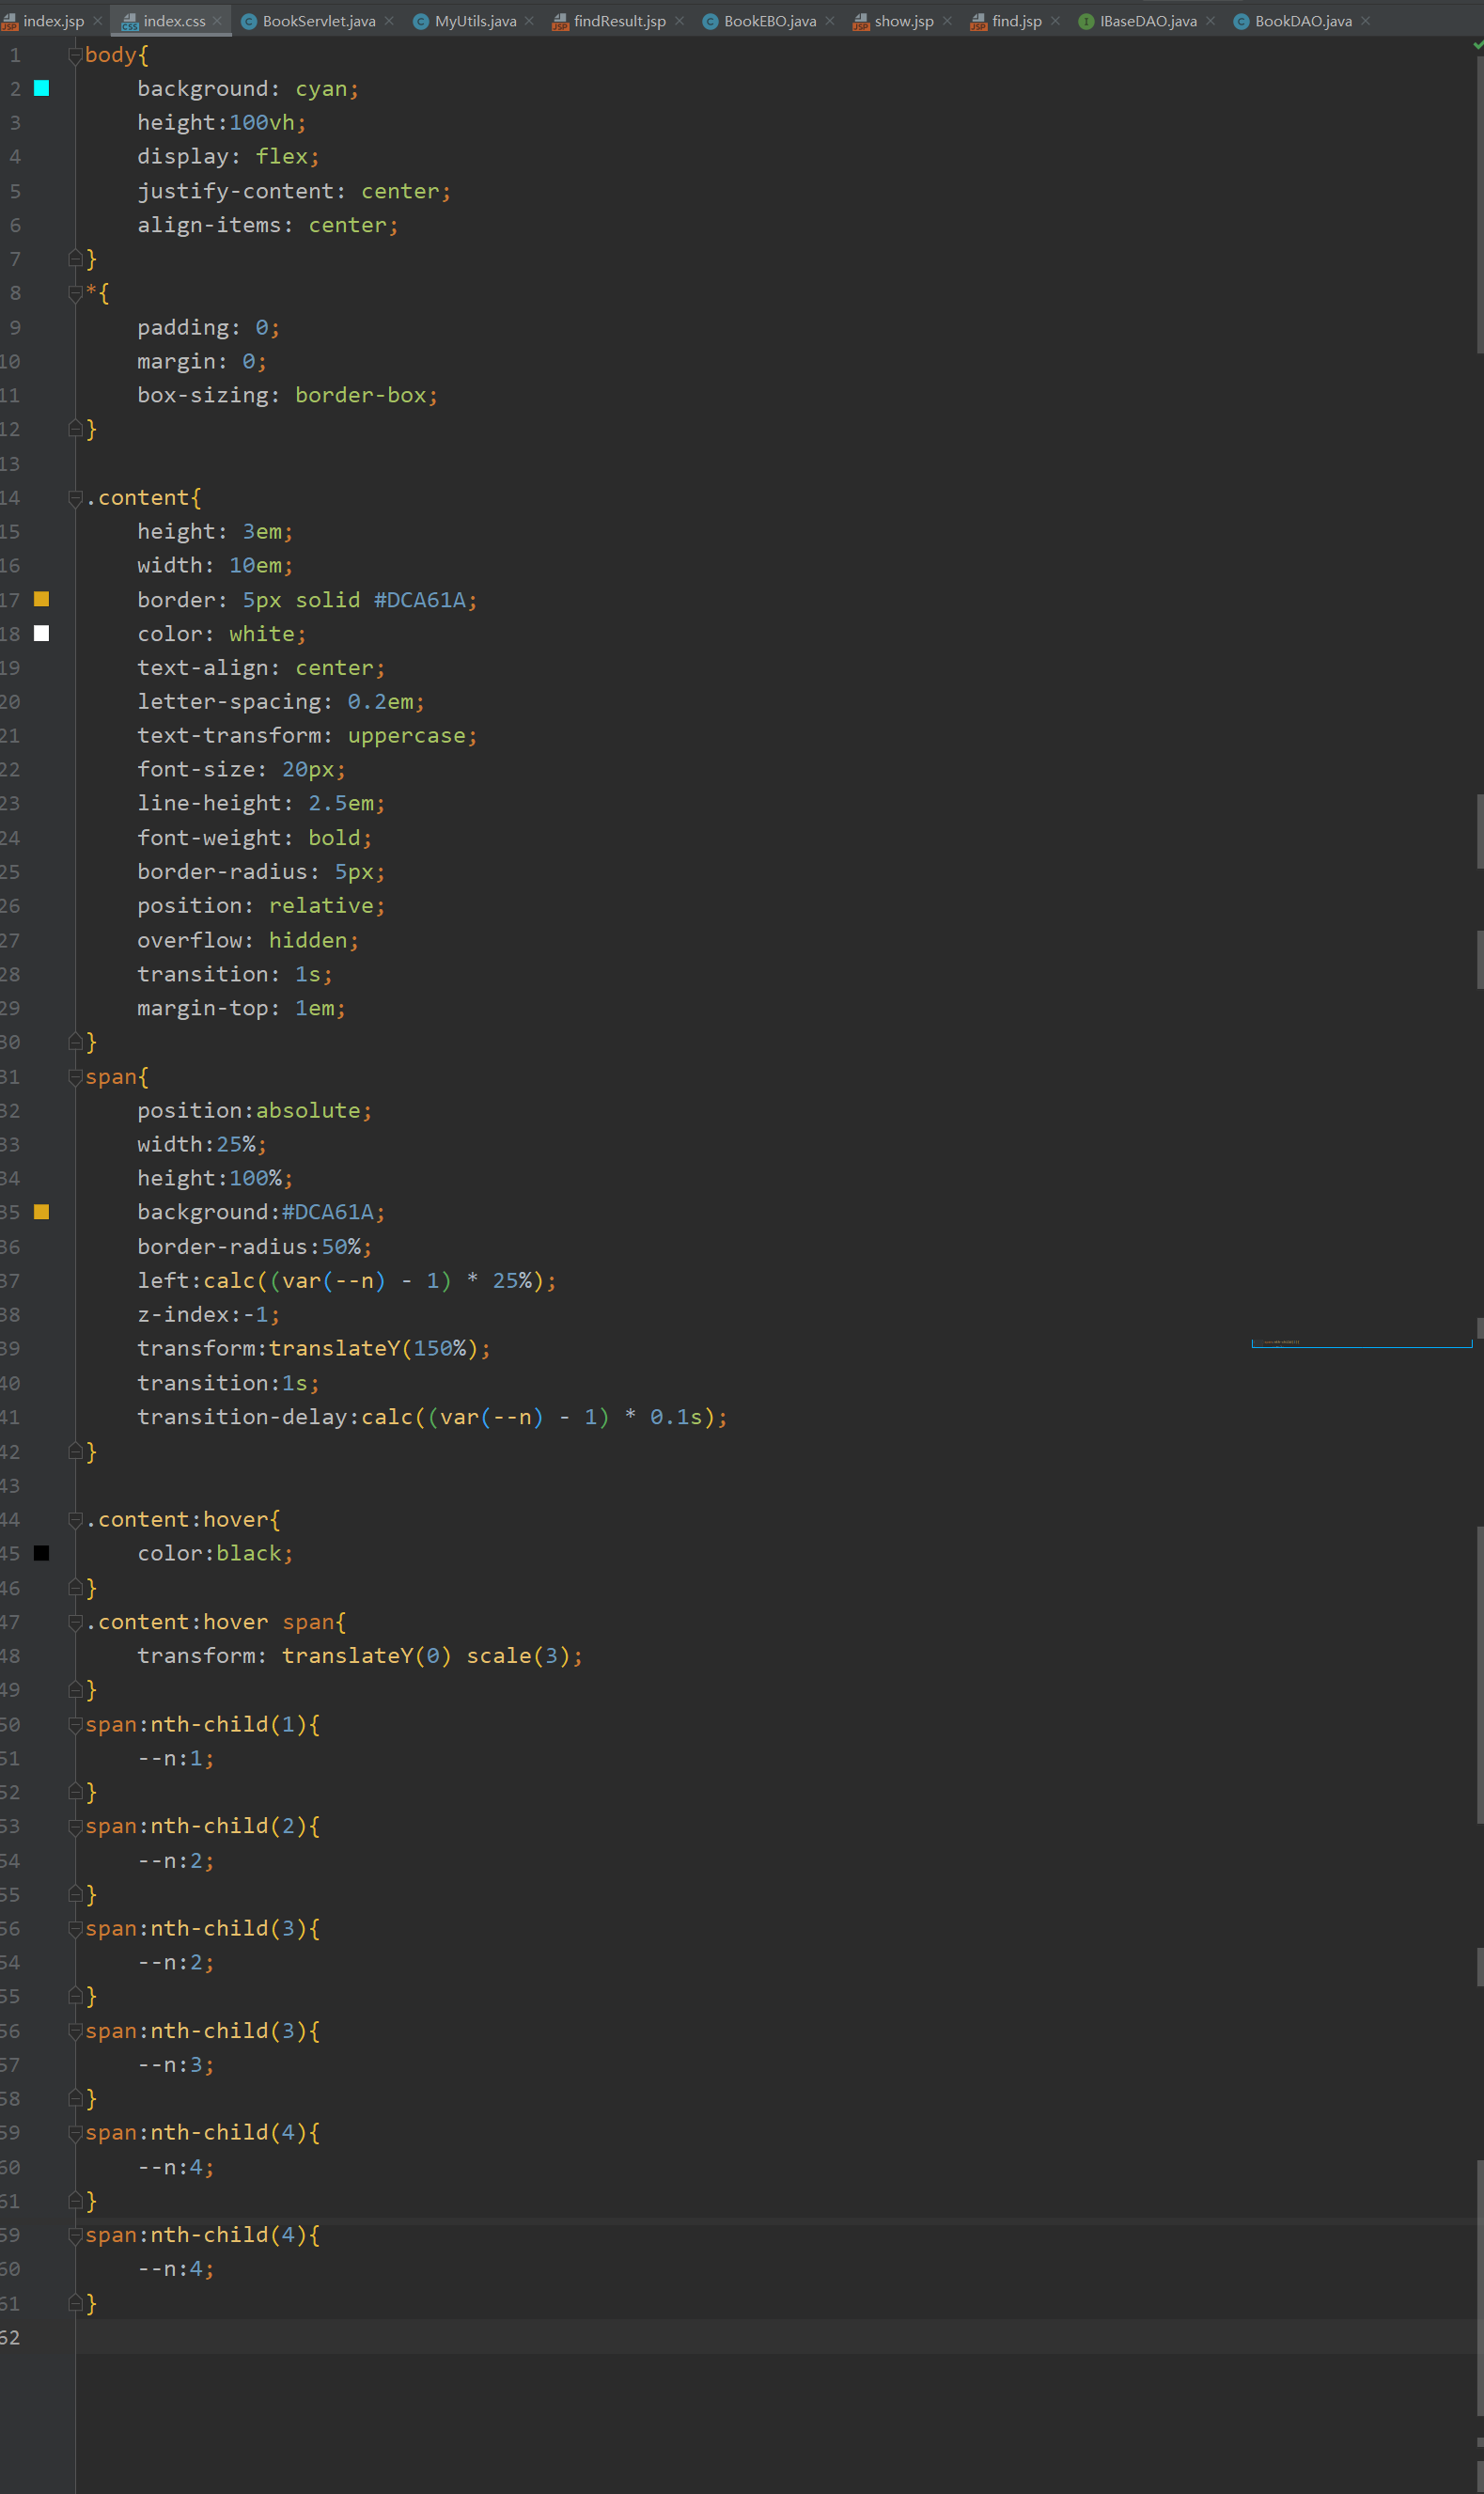 index.jsp index.css BookServlet.java MyUtils.java findResult.jsp BookEBO.java show.jsp find.jsp IBaseDAO.java BookDAO.java
1 body{
2 background: cyan;
3 height:100vh;
4 display: flex;
5 justify-content: center;
6 align-items: center;
7 }
8 *{
9 padding: 0;
10 margin: 0;
11 box-sizing: border-box;
12 }
13
14 .content{
15 height: 3em;
16 width: 10em;
17 border: 5px solid #DCA61A;
18 color: white;
19 text-align: center;
20 letter-spacing: 0.2em;
21 text-transform: uppercase;
22 font-size: 20px;
23 line-height: 2.5em;
24 font-weight: bold;
25 border-radius: 5px;
26 position: relative;
27 overflow: hidden;
28 transition: 1s;
29 margin-top: 1em;
30 }
31 span{
32 position:absolute;
33 width:25%;
34 height:100%;
35 background:#DCA61A;
36 border-radius:50%;
37 left:calc((var(--n) - 1) * 25%);
38 z-index:-1;
39 transform:translateY(150%);
40 transition:1s;
41 transition-delay:calc((var(--n) - 1) * 0.1s);
42 }
43
44 .content:hover{
45 color:black;
46 }
47 .content:hover span{
48 transform: translateY(0) scale(3);
49 }
50 span:nth-child(1){
51 --n:1;
52 }
53 span:nth-child(2){
54 --n:2;
55 }
56 span:nth-child(3){
54 --n:2;
55 }
56 span:nth-child(3){
57 --n:3;
58 }
59 span:nth-child(4){
60 --n:4;
61 }
59 span:nth-child(4){
60 --n:4;
61 }
62